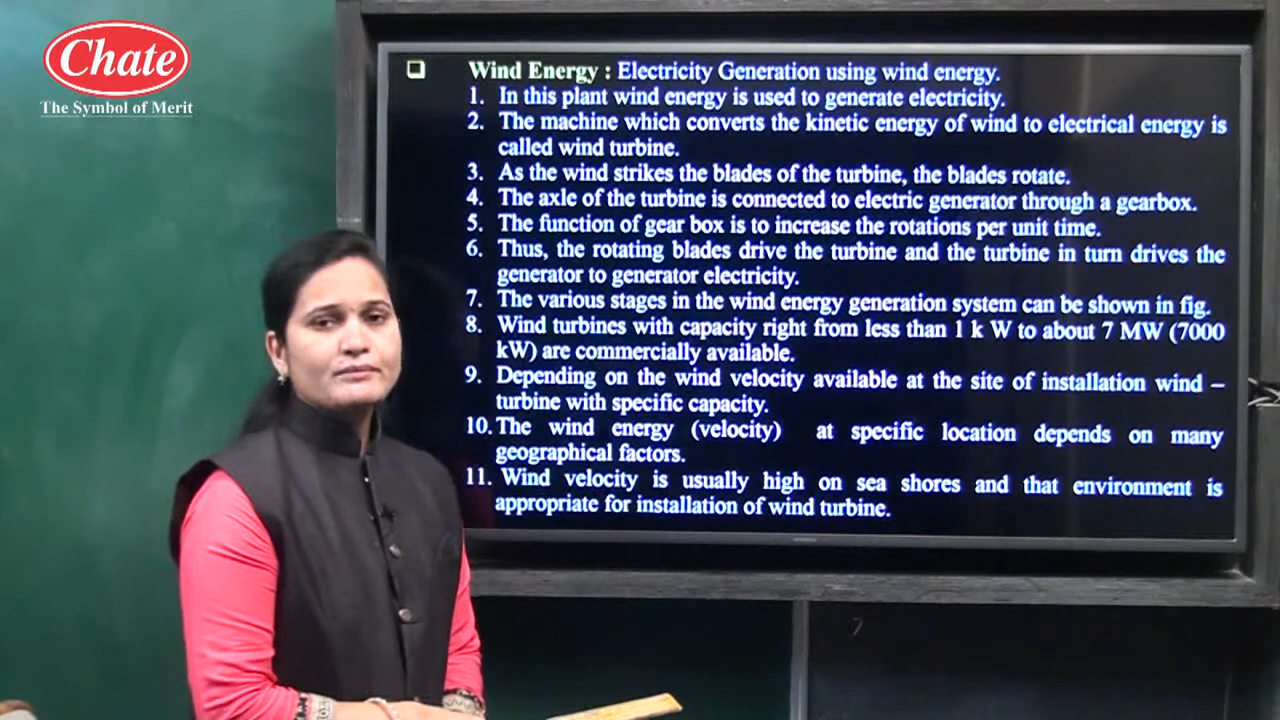 Chate
The Symbol of Merit
Wind Energy : Electricity Generation using wind energy.
1. In this plant wind energy is used to generate electricity.
2. The machine which converts the kinetic energy of wind to electrical energy is
called wind turbine.
3. As the wind strikes the blades of the turbine, the blades rotate.
4. The axle of the turbine is connected to electric generator through a gearbox.
5. The function of gear box is to increase the rotations per unit time.
6. Thus, the rotating blades drive the turbine and the turbine in turn drives the
generator to generator electricity.
7. The various stages in the wind energy generation system can be shown in fig.
8. Wind turbines with capacity right from less than 1 k W to about 7 MW (7000
kW) are commercially available.
9. Depending on the wind velocity available at the site of installation wind –
turbine with specific capacity.
10. The wind energy (velocity) at specific location depends on many
geographical factors.
11. Wind velocity is usually high on sea shores and that environment is
appropriate for installation of wind turbine.